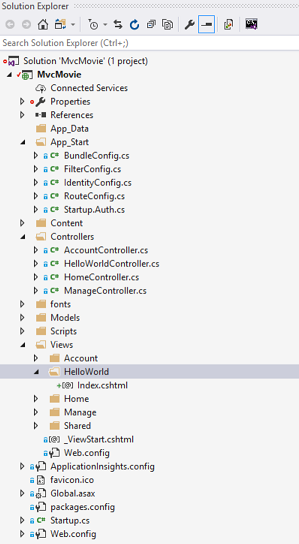 Solution Explorer
Search Solution Explorer (Ctrl+;)
Solution 'MvcMovie' (1 project)
MvcMovie
Connected Services
Properties
References
App_Data
App_Start
BundleConfig.cs
FilterConfig.cs
IdentityConfig.cs
RouteConfig.cs
Startup.Auth.cs
Content
Controllers
AccountController.cs
HelloWorldController.cs
HomeController.cs
ManageController.cs
fonts
Models
Scripts
Views
Account
HelloWorld
Index.cshtml
Home
Manage
Shared
_ViewStart.cshtml
Web.config
ApplicationInsights.config
favicon.ico
Global.asax
packages.config
Startup.cs
Web.config